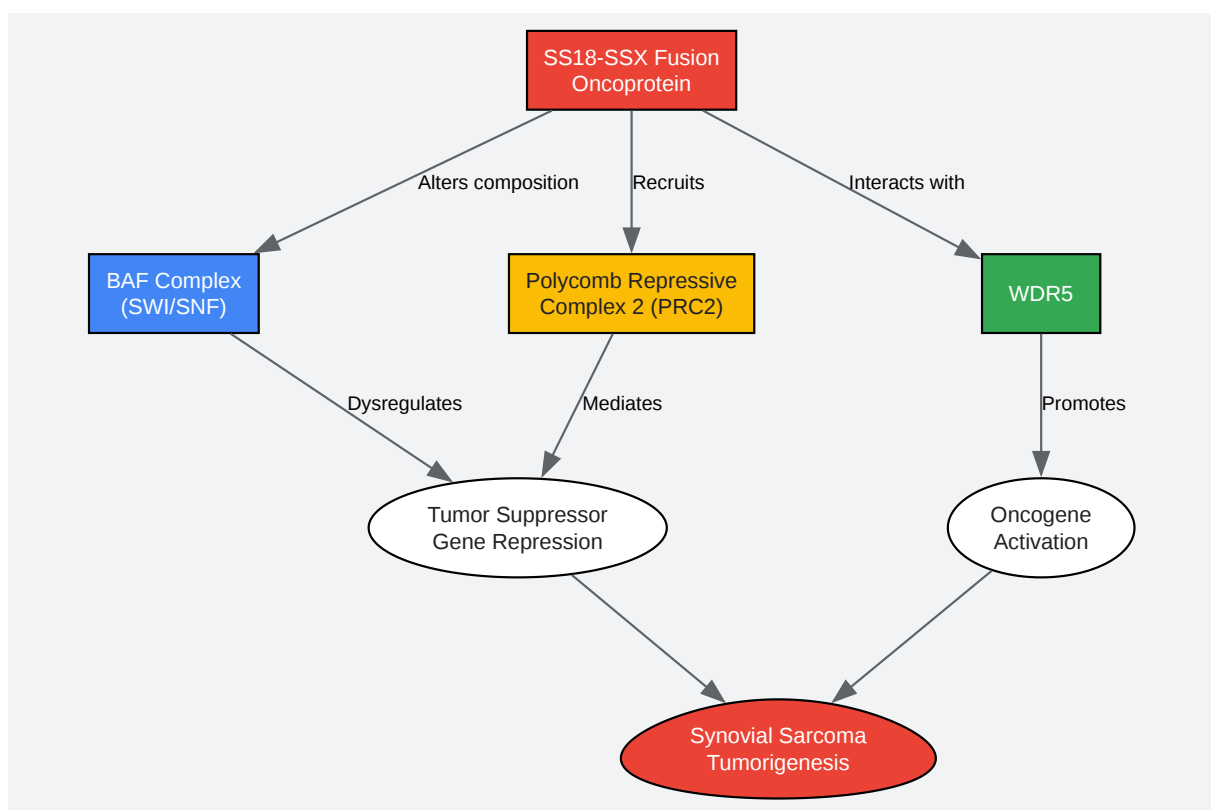 SS18-SSX Fusion
Oncoprotein
Alters composition
Recruits
Interacts with
BAF Complex
(SWI/SNF)
Polycomb Repressive
Complex 2 (PRC2)
WDR5
Dysregulates
Mediates
Promotes
Tumor Suppressor
Gene Repression
Oncogene
Activation
Synovial Sarcoma
Tumorigenesis